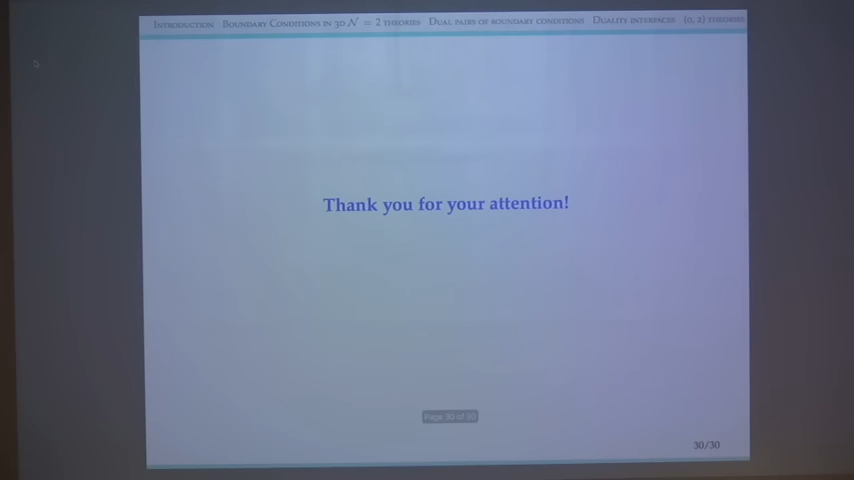 INTRODUCTION BOUNDARY CONDITIONS IN 3D N = 2 THEORIES DUAL PAIRS OF BOUNDARY CONDITIONS DUALITY INTERFACES (0, 2) THEORIES
Thank you for your attention!
Page 30 of 30
30/30